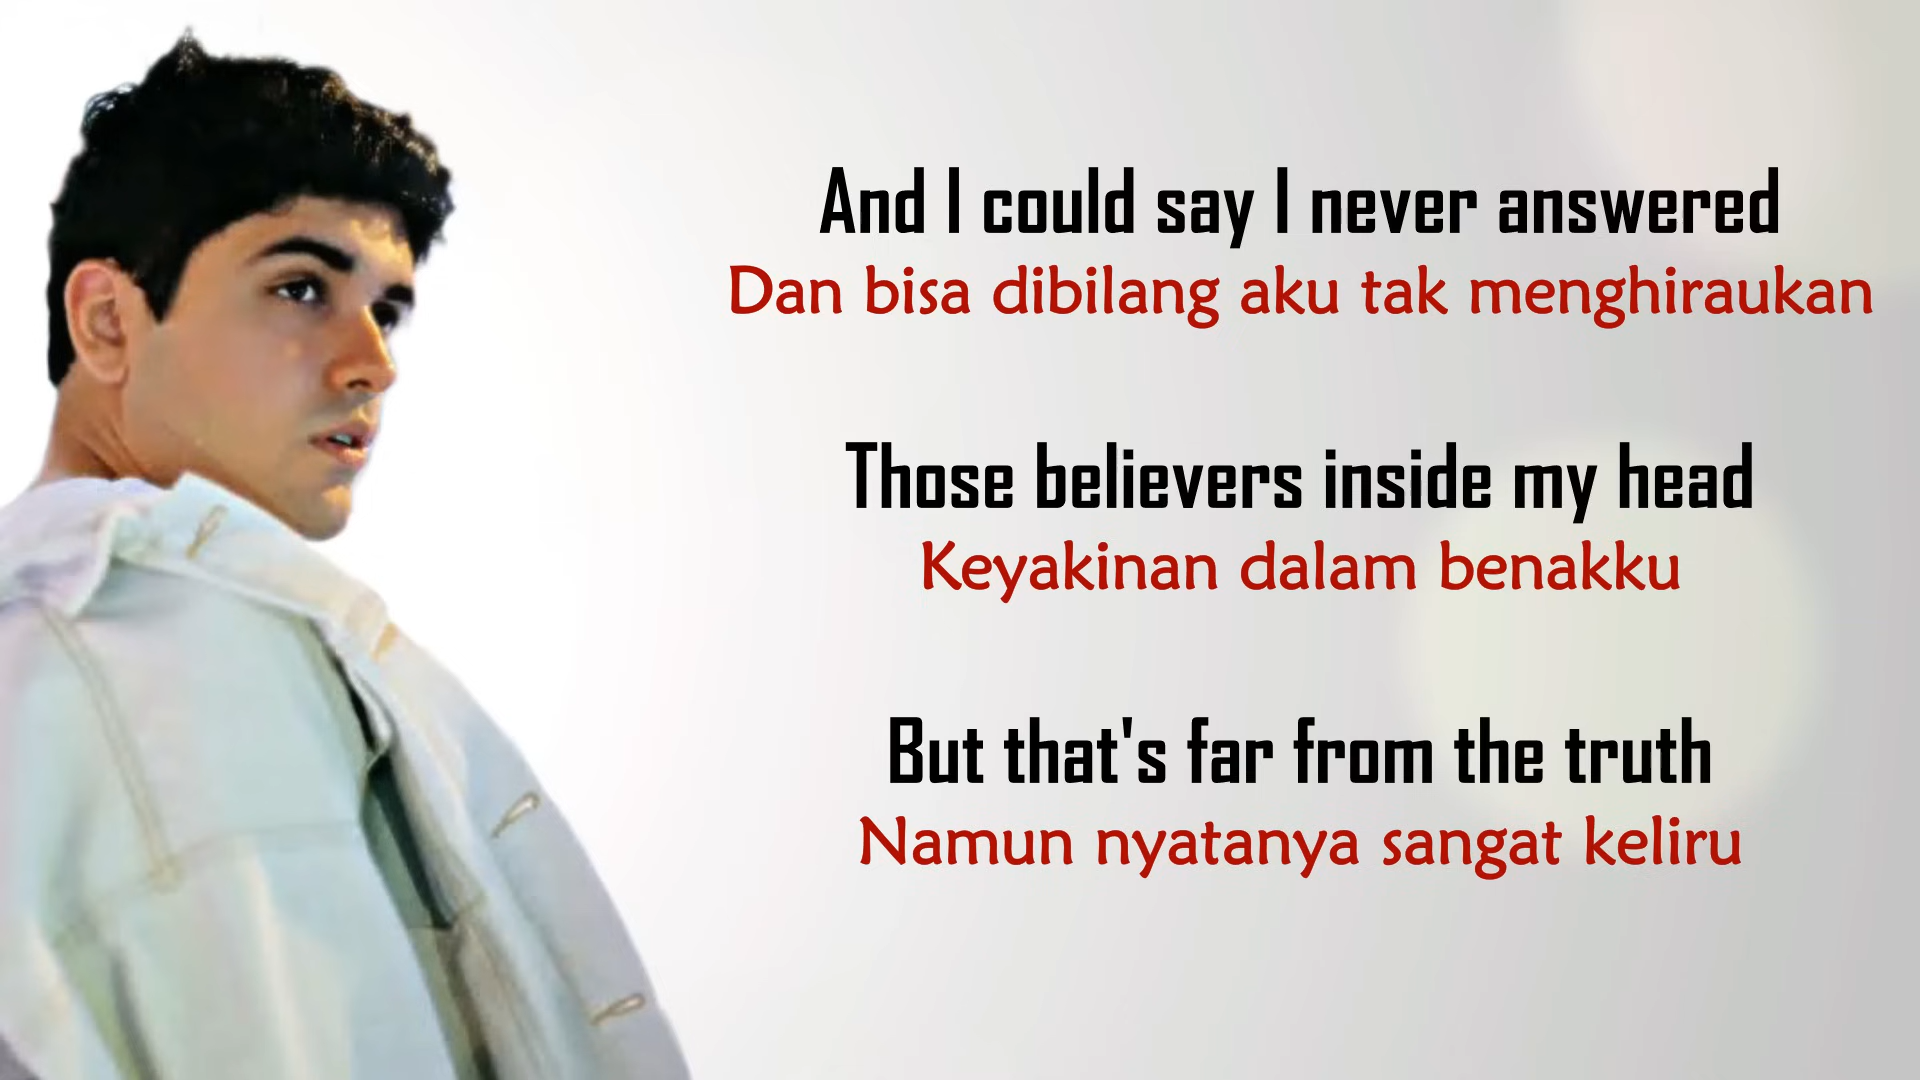 And I could say I never answered
Dan bisa dibilang aku tak menghiraukan
Those believers inside my head
Keyakinan dalam benakku
But that's far from the truth
Namun nyatanya sangat keliru